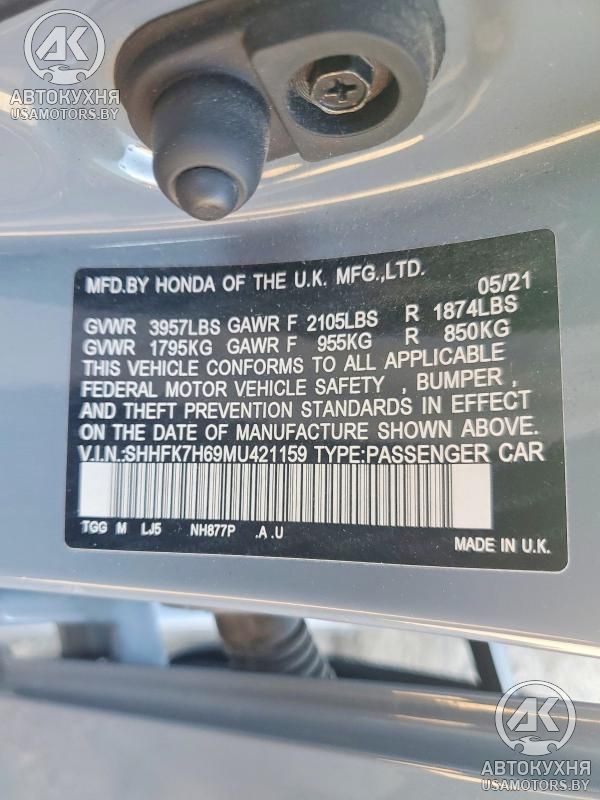 АК
АВТОКУХНЯ
USAMOTORS.BY
MFD.BY HONDA OF THE U.K. MFG.,LTD. 05/21
GVWR 3957LBS GAWR F 2105LBS R 1874LBS
GVWR 1795KG GAWR F 955KG R 850KG
THIS VEHICLE CONFORMS TO ALL APPLICABLE
FEDERAL MOTOR VEHICLE SAFETY , BUMPER ,
AND THEFT PREVENTION STANDARDS IN EFFECT
ON THE DATE OF MANUFACTURE SHOWN ABOVE.
V.I.N.:SHHFK7H69MU421159 TYPE:PASSENGER CAR
TGG M LJ5 NH877P .A .U
MADE IN U.K.
АК
АВТОКУХНЯ
USAMOTORS.BY